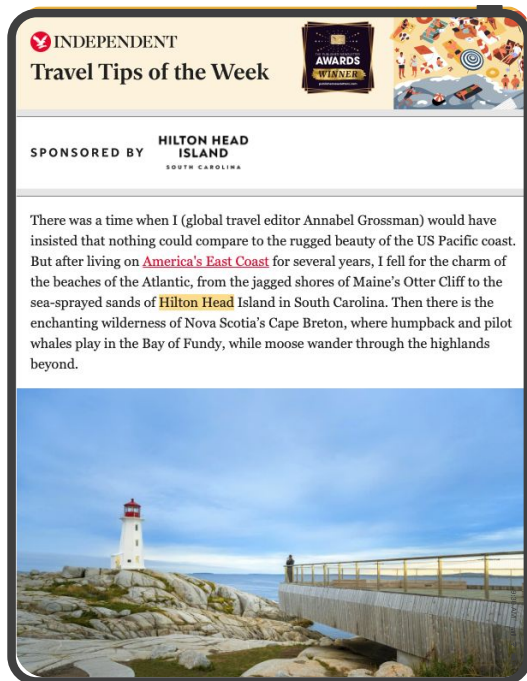 INDEPENDENT
Travel Tips of the Week
AWARDS
WINNER
SPONSORED BY
HILTON HEAD
ISLAND
SOUTH CAROLINA
There was a time when I (global travel editor Annabel Grossman) would have
insisted that nothing could compare to the rugged beauty of the US Pacific coast.
But after living on America's East Coast for several years, I fell for the charm of
the beaches of the Atlantic, from the jagged shores of Maine's Otter Cliff to the
sea-sprayed sands of Hilton Head Island in South Carolina. Then there is the
enchanting wilderness of Nova Scotia's Cape Breton, where humpback and pilot
whales play in the Bay of Fundy, while moose wander through the highlands
beyond.